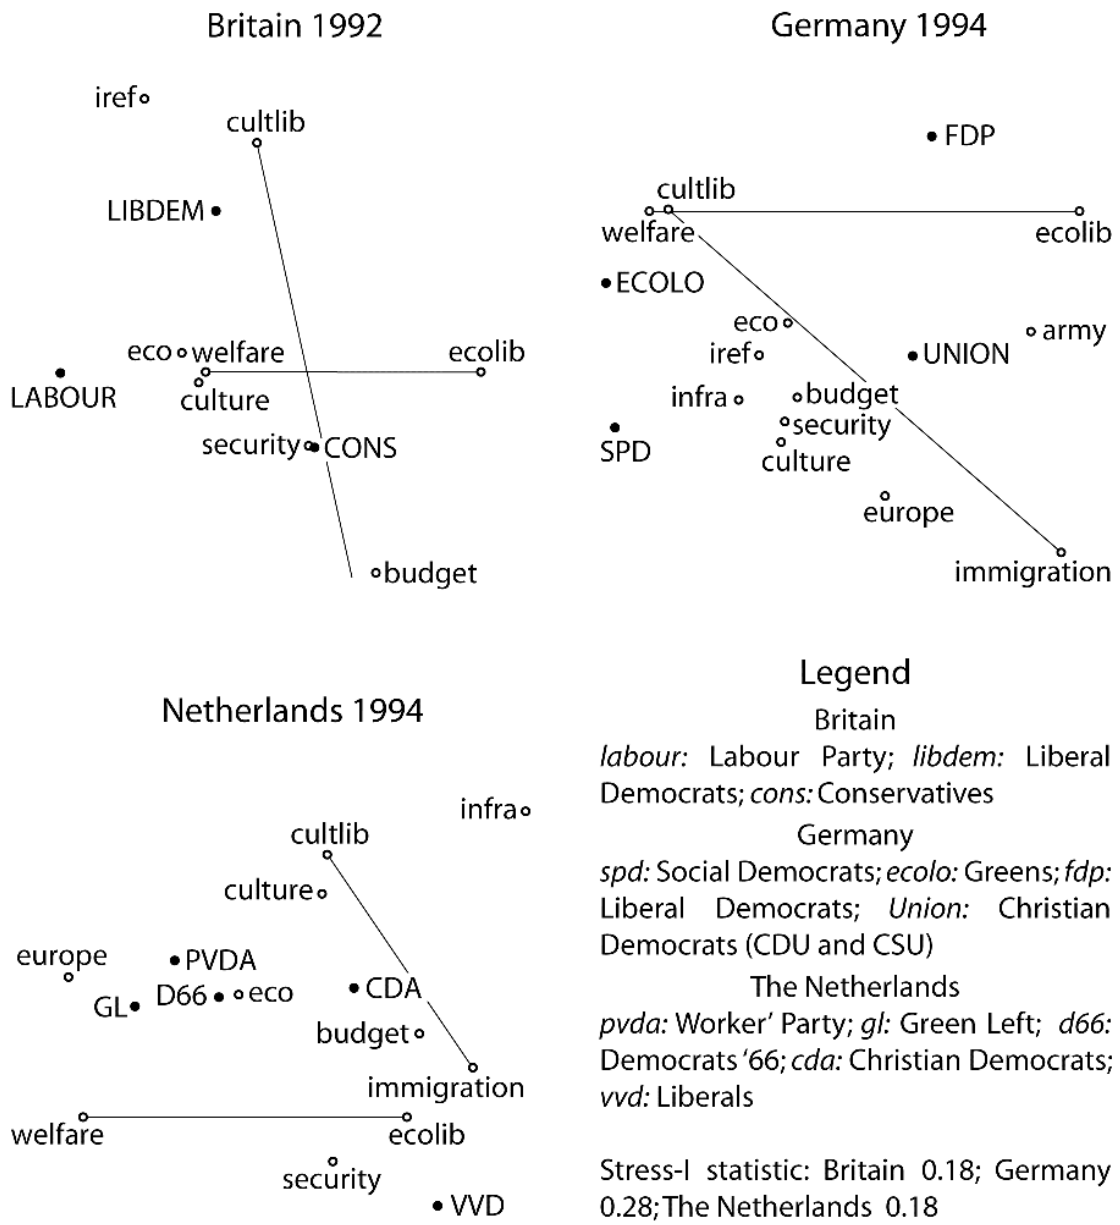 Britain 1992
iref
cultlib
LIBDEM
eco
welfare
ecolib
LABOUR
culture
security
CONS
budget
Germany 1994
FDP
cultlib
welfare
ecolib
ECOLO
eco
army
iref
UNION
infra
budget
security
SPD
culture
europe
immigration
Netherlands 1994
infra
cultlib
culture
europe
PVDA
GL
D66
eco
CDA
budget
immigration
welfare
ecolib
security
VVD
Legend
Britain
labour: Labour Party; libdem: Liberal
Democrats; cons: Conservatives
Germany
spd: Social Democrats; ecolo: Greens; fdp:
Liberal Democrats; Union: Christian
Democrats (CDU and CSU)
The Netherlands
pvda: Worker’ Party; gl: Green Left; d66:
Democrats ‘66; cda: Christian Democrats;
vvd: Liberals
Stress-I statistic: Britain 0.18; Germany
0.28; The Netherlands 0.18